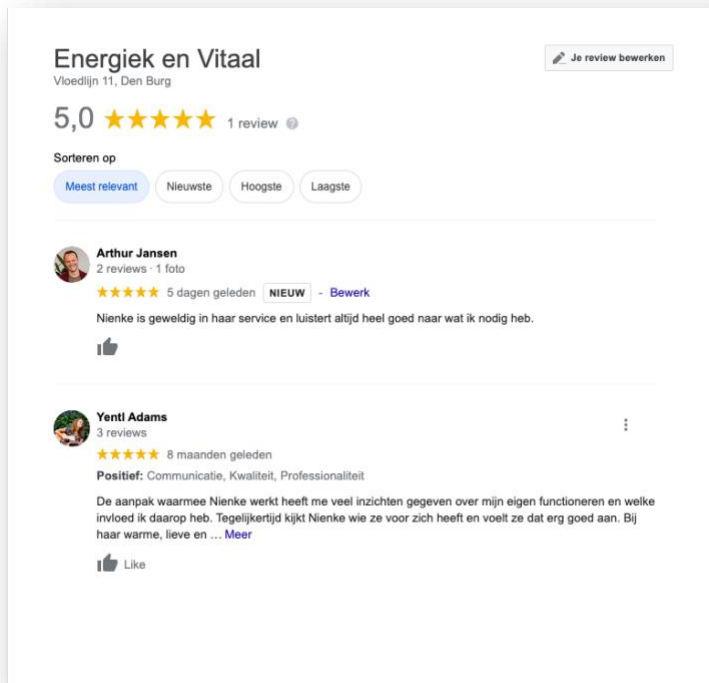 Energiek en Vitaal
Je review bewerken
Vloedlijn 11, Den Burg
5,0 1 review
Sorteren op
Meest relevant Nieuwste Hoogste Laagste
Arthur Jansen
2 reviews · 1 foto
5 dagen geleden NIEUW - Bewerk
Nienke is geweldig in haar service en luistert altijd heel goed naar wat ik nodig heb.
Yentl Adams
3 reviews
8 maanden geleden
Positief: Communicatie, Kwaliteit, Professionaliteit
De aanpak waarmee Nienke werkt heeft me veel inzichten gegeven over mijn eigen functioneren en welke
invloed ik daarop heb. Tegelijkertijd kijkt Nienke wie ze voor zich heeft en voelt ze dat erg goed aan. Bij
haar warme, lieve en … Meer
Like